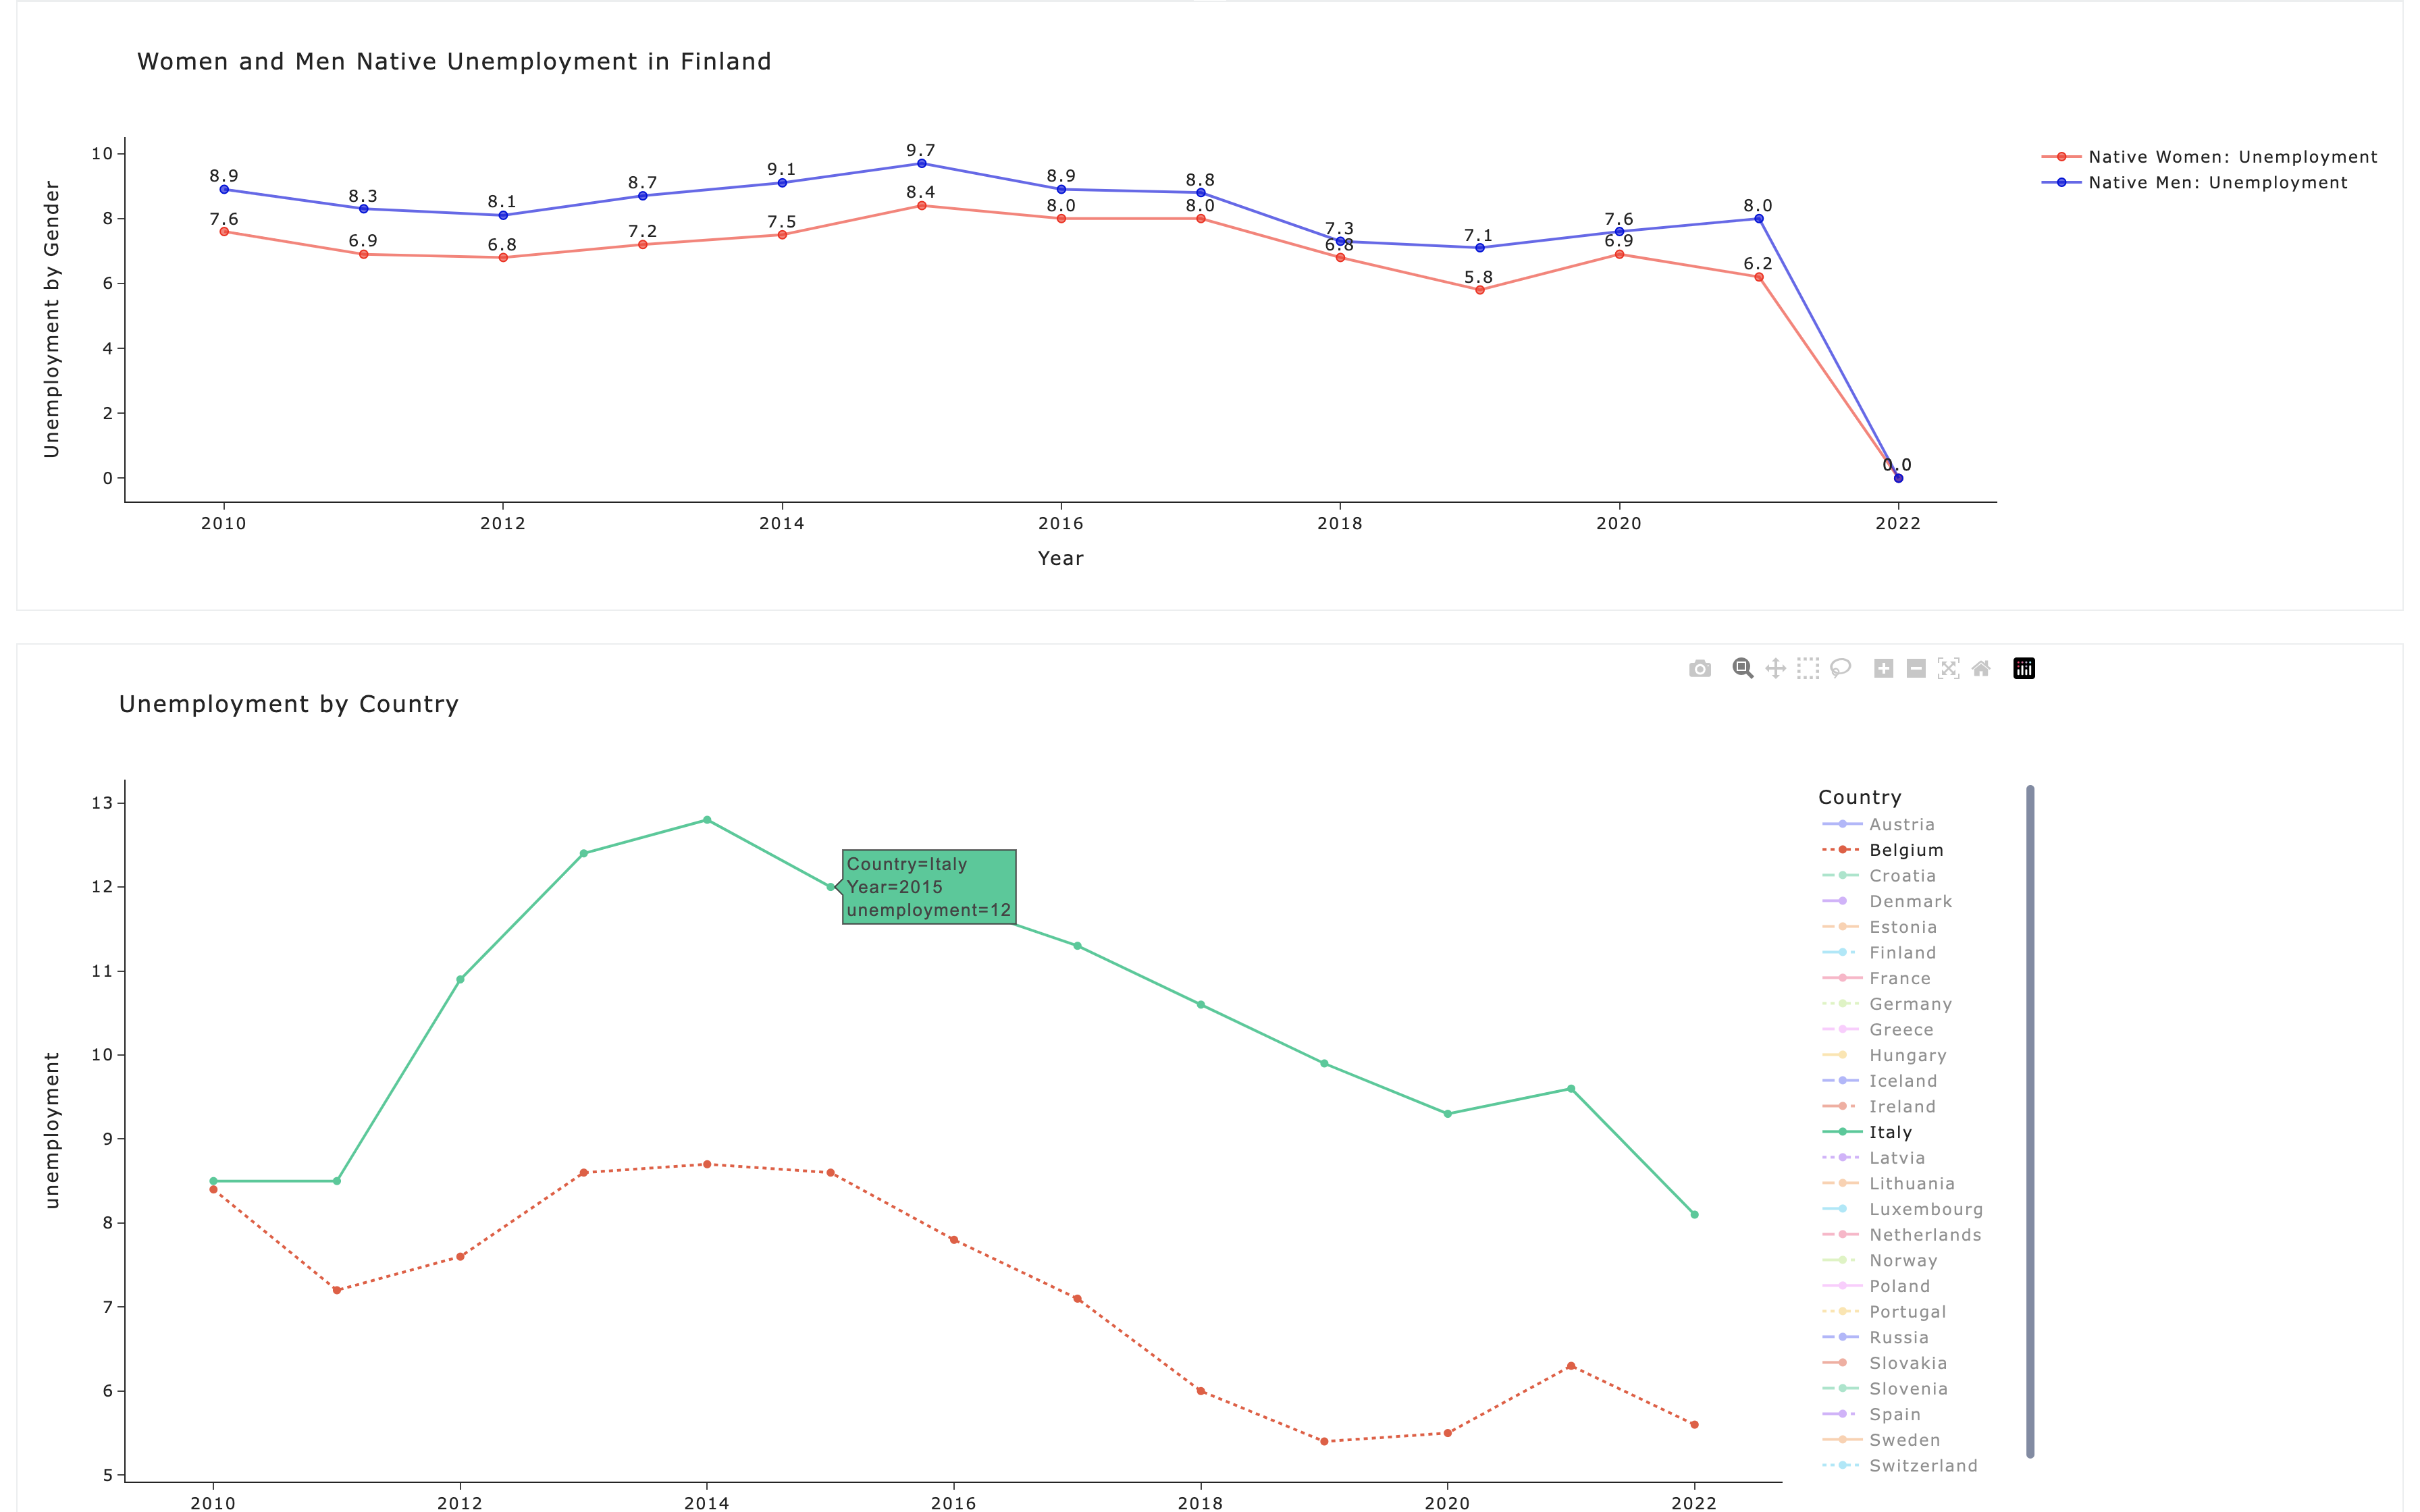 Women and Men Native Unemployment in Finland
Unemployment by Gender
10
8
6
4
2
0
8.9
8.3
8.1
8.7
9.1
9.7
8.9
8.8
7.3
7.1
7.6
8.0
7.6
6.9
6.8
7.2
7.5
8.4
8.0
8.0
6.8
5.8
6.9
6.2
0.0
2010 2012 2014 2016 2018 2020 2022
Year
Native Women: Unemployment
Native Men: Unemployment
Unemployment by Country
unemployment
13
12
11
10
9
8
7
6
5
Country=Italy
Year=2015
unemployment=12
2010 2012 2014 2016 2018 2020 2022
Country
Austria
Belgium
Croatia
Denmark
Estonia
Finland
France
Germany
Greece
Hungary
Iceland
Ireland
Italy
Latvia
Lithuania
Luxembourg
Netherlands
Norway
Poland
Portugal
Russia
Slovakia
Slovenia
Spain
Sweden
Switzerland